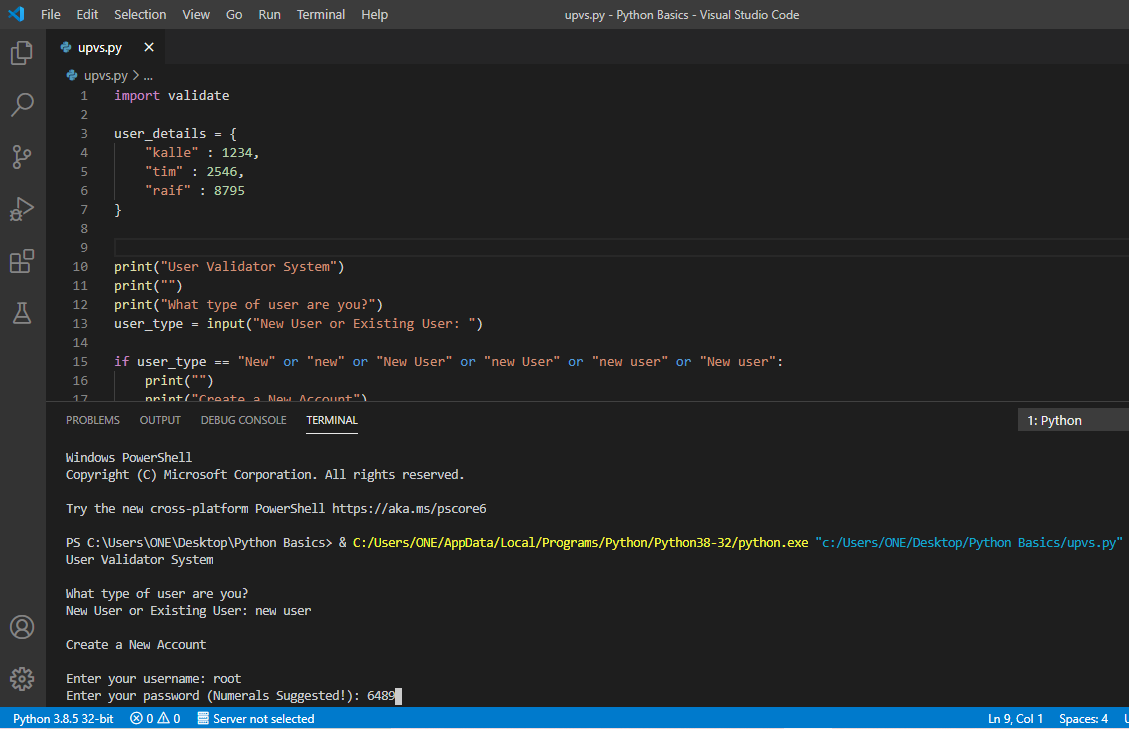 File Edit Selection View Go Run Terminal Help upvs.py - Python Basics - Visual Studio Code
upvs.py
upvs.py > ...
1 import validate
2
3 user_details = {
4 "kalle" : 1234,
5 "tim" : 2546,
6 "raif" : 8795
7 }
8
9
10 print("User Validator System")
11 print("")
12 print("What type of user are you?")
13 user_type = input("New User or Existing User: ")
14
15 if user_type == "New" or "new" or "New User" or "new User" or "new user" or "New user":
16 print("")
17 print("Create a New Account")
PROBLEMS OUTPUT DEBUG CONSOLE TERMINAL 1: Python
Windows PowerShell
Copyright (C) Microsoft Corporation. All rights reserved.
Try the new cross-platform PowerShell https://aka.ms/pscore6
PS C:\Users\ONE\Desktop\Python Basics> & C:/Users/ONE/AppData/Local/Programs/Python/Python38-32/python.exe "c:/Users/ONE/Desktop/Python Basics/upvs.py"
User Validator System
What type of user are you?
New User or Existing User: new user
Create a New Account
Enter your username: root
Enter your password (Numerals Suggested!): 6489
Python 3.8.5 32-bit 0 0 Server not selected Ln 9, Col 1 Spaces: 4